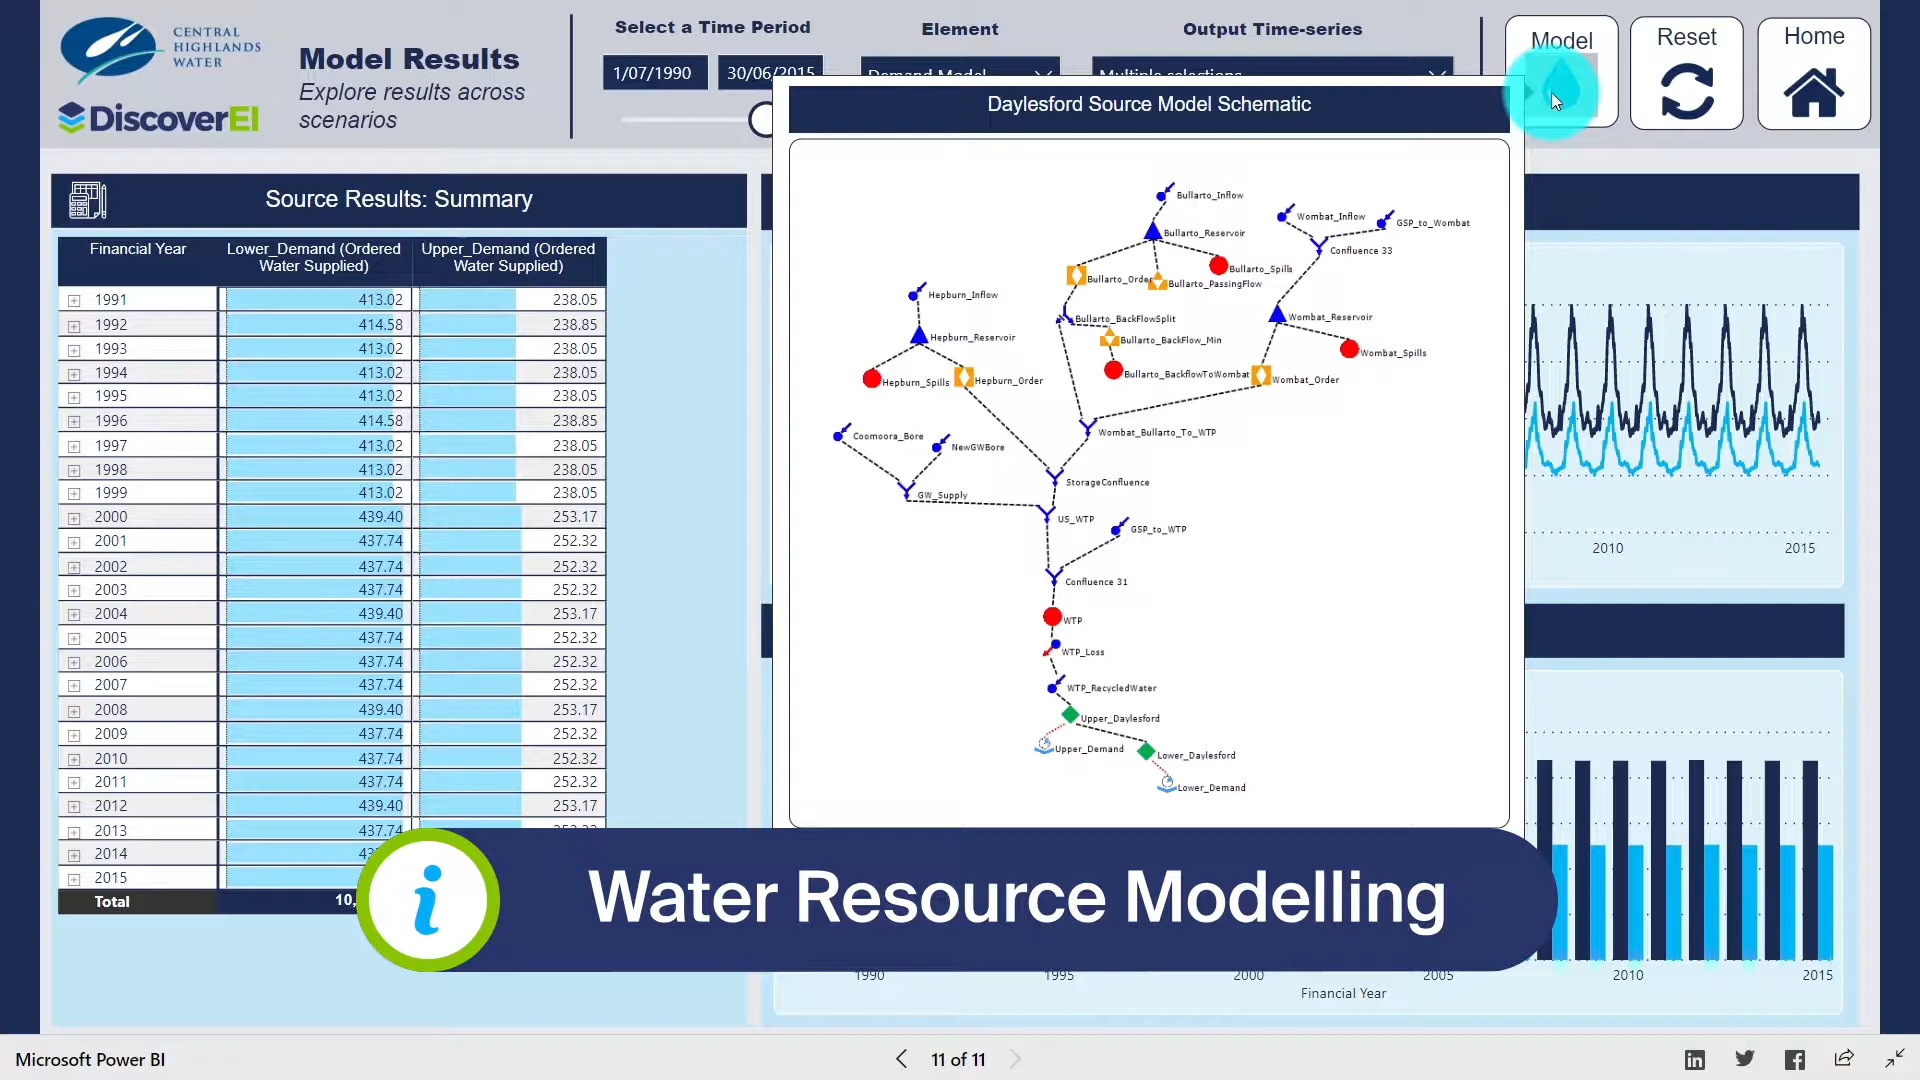 CENTRAL
HIGHLANDS
WATER
DiscoverEI
Model Results
Explore results across
scenarios
Select a Time Period
1/07/1990
30/06/2015
Element
Demand Model
Output Time-series
Multiple selections
Model
Reset
Home
Source Results: Summary
Financial Year
Lower_Demand (Ordered
Water Supplied)
Upper_Demand (Ordered
Water Supplied)
1991 413.02 238.05
1992 414.58 238.85
1993 413.02 238.05
1994 413.02 238.05
1995 413.02 238.05
1996 414.58 238.85
1997 413.02 238.05
1998 413.02 238.05
1999 413.02 238.05
2000 439.40 253.17
2001 437.74 252.32
2002 437.74 252.32
2003 437.74 252.32
2004 439.40 253.17
2005 437.74 252.32
2006 437.74 252.32
2007 437.74 252.32
2008 439.40 253.17
2009 437.74 252.32
2010 437.74 252.32
2011 437.74 252.32
2012 439.40 253.17
2013 437.74
2014
2015
Total 10,
Daylesford Source Model Schematic
Bullarto_Inflow
Wombat_Inflow
GSP_to_Wombat
Bullarto_Reservoir
Confluence 33
Bullarto_Spills
Bullarto_Order
Bullarto_PassingFlow
Hepburn_Inflow
Bullarto_BackFlowSplit
Wombat_Reservoir
Hepburn_Reservoir
Bullarto_BackFlow_Min
Wombat_Spills
Hepburn_Spills
Hepburn_Order
Bullarto_BackflowToWombat
Wombat_Order
Coomoora_Bore
NewGWBore
Wombat_Bullarto_To_WTP
StorageConfluence
GW_Supply
US_WTP
GSP_to_WTP
Confluence 31
WTP
WTP_Loss
WTP_RecycledWater
Upper_Daylesford
Upper_Demand
Lower_Daylesford
Lower_Demand
2010
2015
i
Water Resource Modelling
1990
1995
2000
2005
2010
2015
Financial Year
Microsoft Power BI
11 of 11